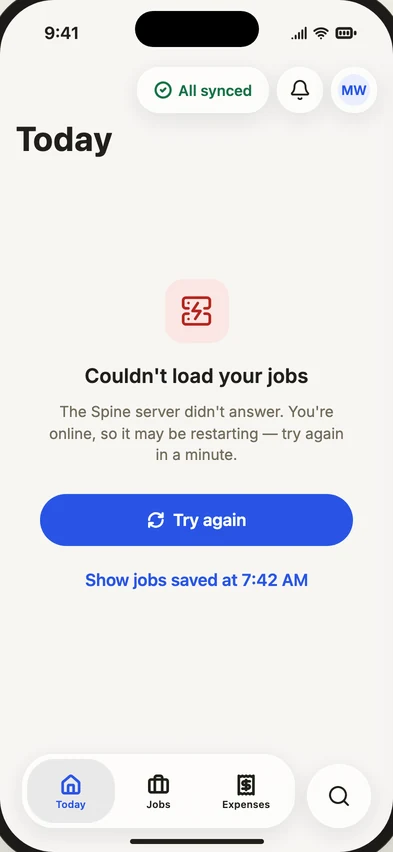 9:41
All synced
MW
Today
Couldn't load your jobs
The Spine server didn't answer. You're
online, so it may be restarting — try again
in a minute.
Try again
Show jobs saved at 7:42 AM
Today
Jobs
Expenses